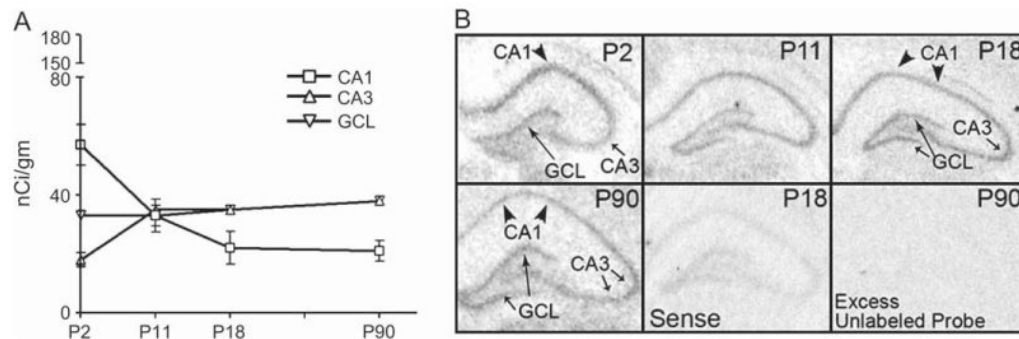 A
180
150
80
40
0
nCi/gm
CA1
CA3
GCL
P2
P11
P18
P90
B
CA1
P2
GCL
CA3
P11
CA1
P18
CA3
GCL
P90
CA1
CA3
GCL
P18
Sense
P90
Excess
Unlabeled Probe